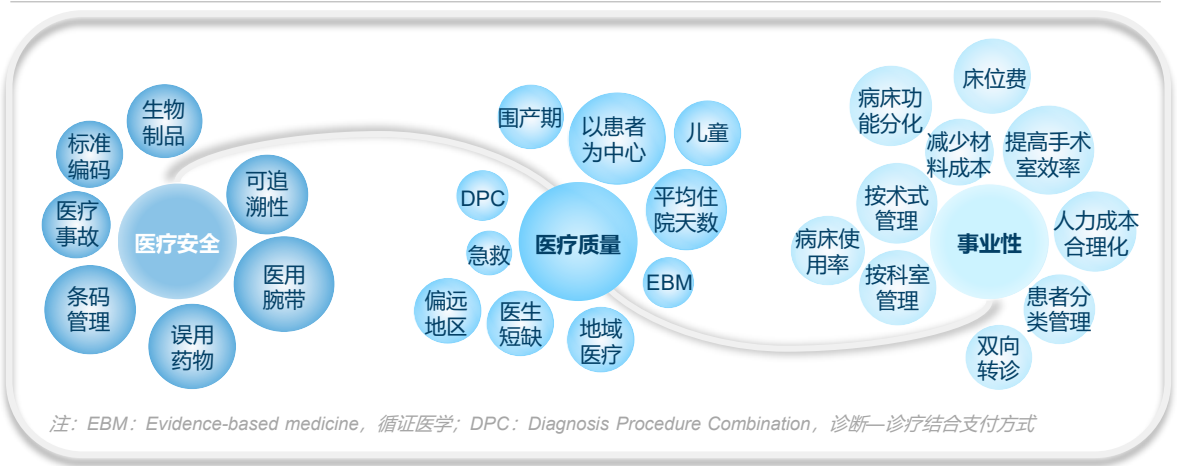 生物
制品
标准
编码
可追
溯性
医疗
事故
医疗安全
医用
腕带
条码
管理
误用
药物
围产期
以患者
为中心
儿童
DPC
平均住
院天数
医疗质量
急救
EBM
偏远
地区
医生
短缺
地域
医疗
床位费
病床功
能分化
减少材
料成本
提高手术
室效率
按术式
管理
人力成本
合理化
病床使
用率
事业性
按科室
管理
患者分
类管理
双向
转诊
注：EBM：Evidence-based medicine，循证医学；DPC：Diagnosis Procedure Combination，诊断—诊疗结合支付方式